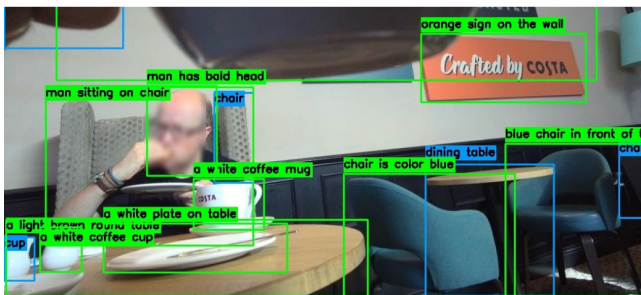 CRAFTED
orange sign on the wall
Crafted by COSTA
man has bald head
man sitting on chair
chair
blue chair in front of
cha
dining table
chair is color blue
a white coffee mug
COSTA
a white plate on table
a light brown round table
a white coffee cup
cup